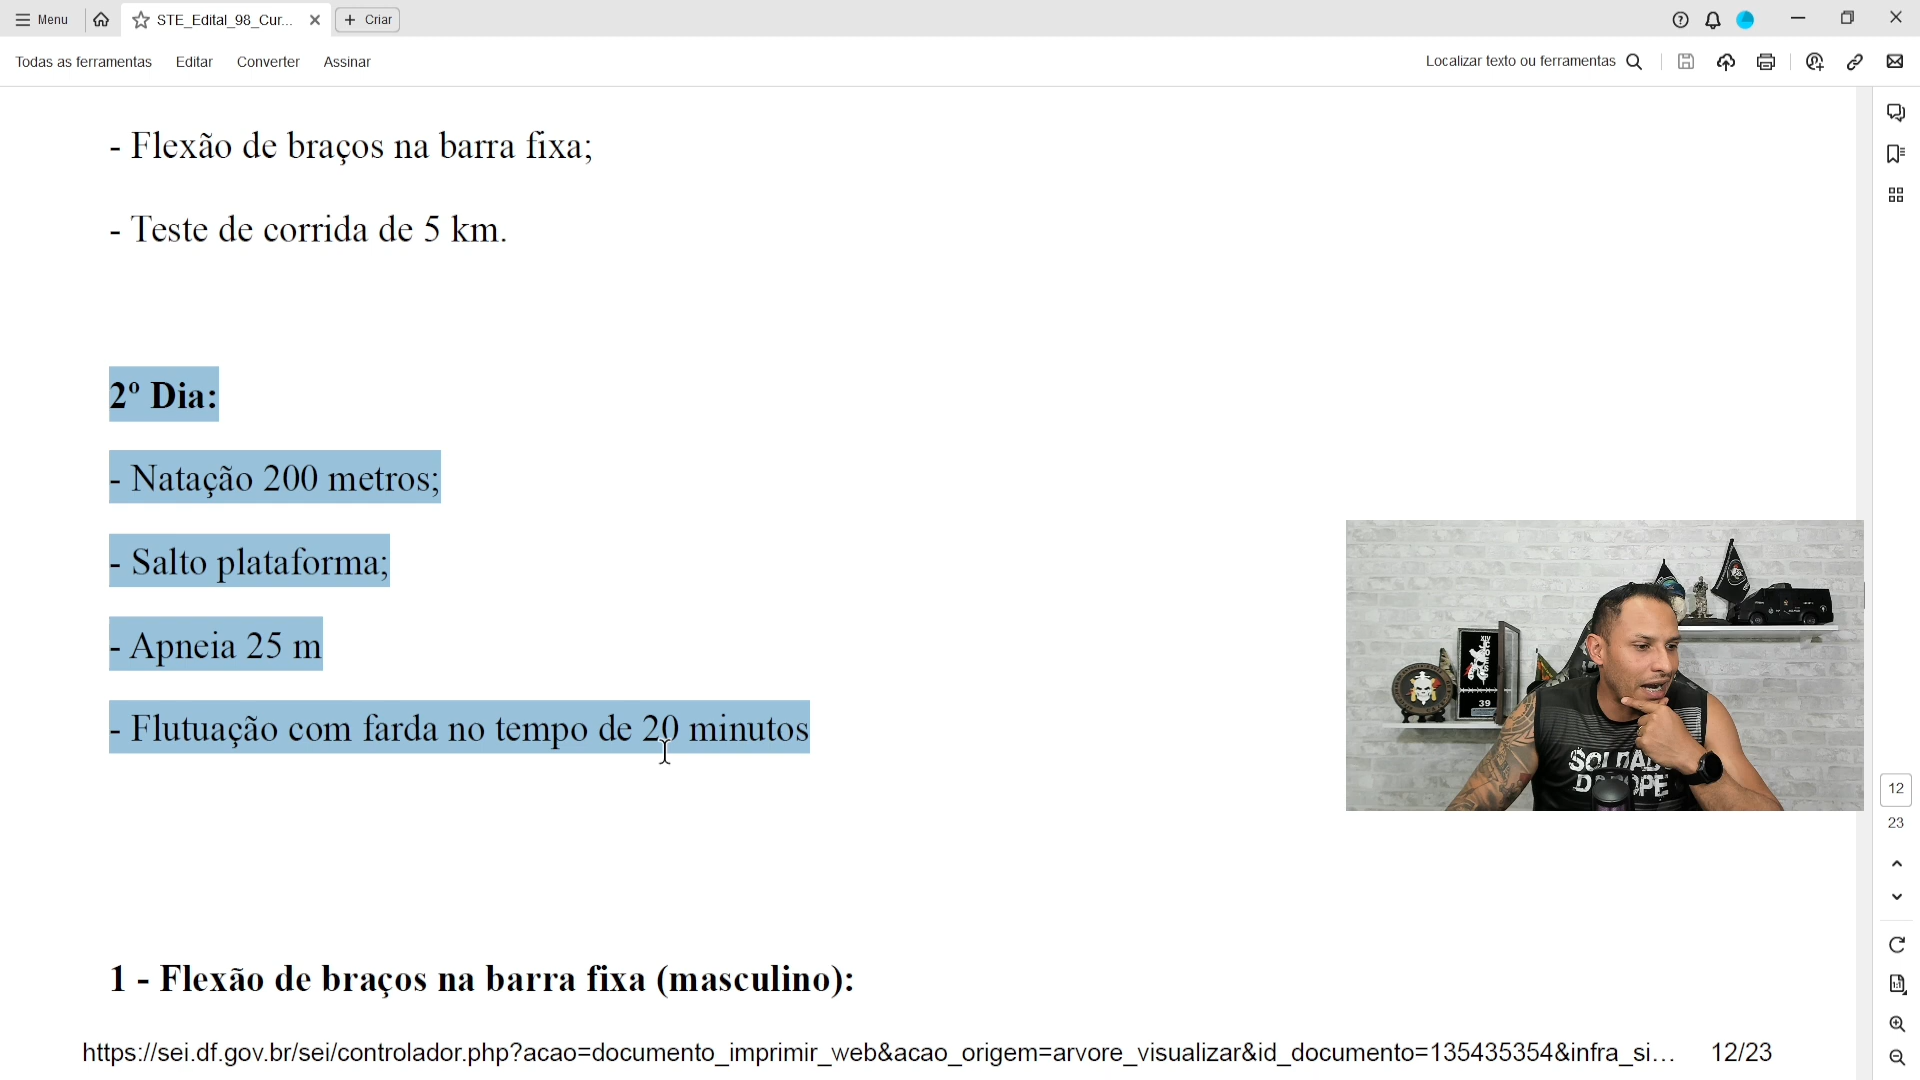 Menu
STE_Edital_98_Cur...
Criar
Todas as ferramentas
Editar
Converter
Assinar
Localizar texto ou ferramentas
- Flexão de braços na barra fixa;
- Teste de corrida de 5 km.
2º Dia:
- Natação 200 metros;
- Salto plataforma;
- Apneia 25 m
- Flutuação com farda no tempo de 20 minutos
XIV
39
SOLDADO
12
23
1 - Flexão de braços na barra fixa (masculino):
https://sei.df.gov.br/sei/controlador.php?acao=documento_imprimir_web&acao_origem=arvore_visualizar&id_documento=135435354&infra_si...
12/23